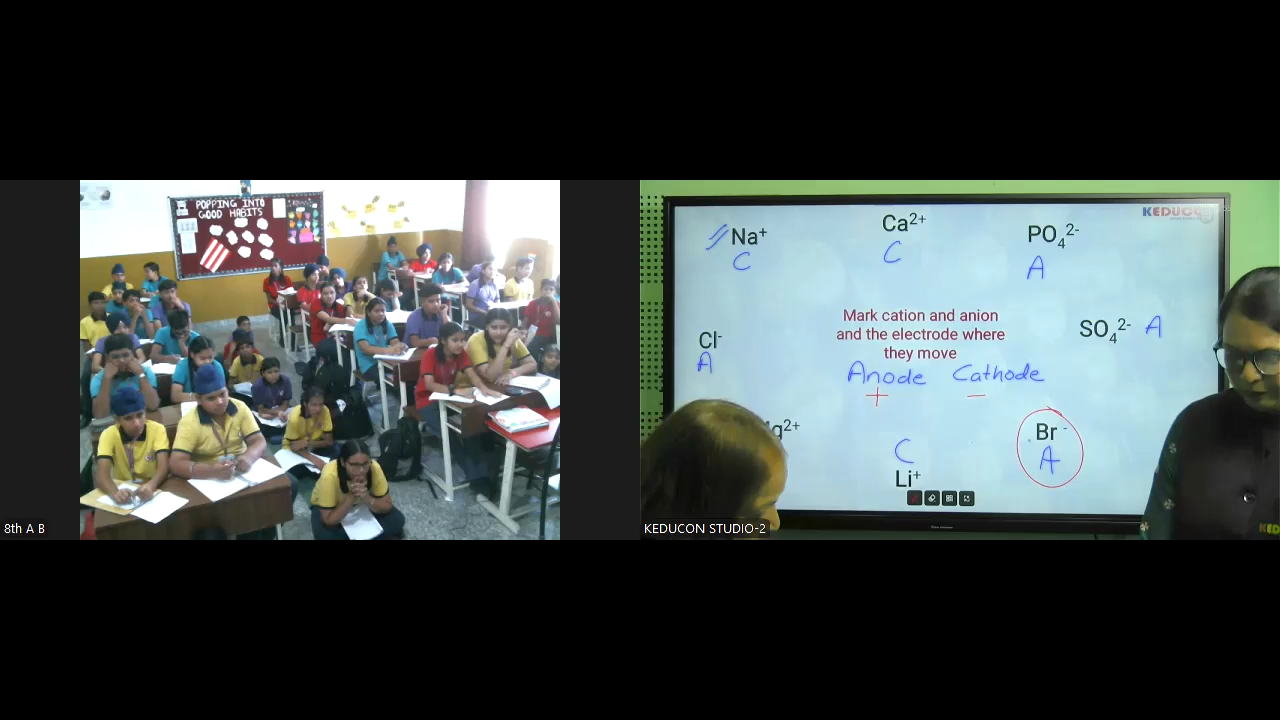 POPPING INTO
GOOD HABITS
8th A B
KEDUCON
Na⁺
C
Ca²⁺
C
PO₄²⁻
A
Cl⁻
A
Mark cation and anion
and the electrode where
they move
SO₄²⁻ A
Anode Cathode
+ −
Br⁻
A
C
Li⁺
KEDUCON STUDIO-2